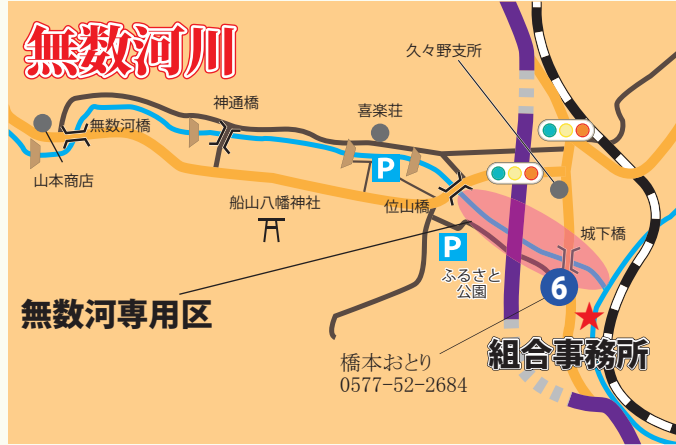 無数河川
久々野支所
神通橋
喜楽荘
無数河橋
P
山本商店
船山八幡神社
位山橋
城下橋
P
ふるさと
公園
6
無数河専用区
組合事務所
橋本おとり
0577-52-2684